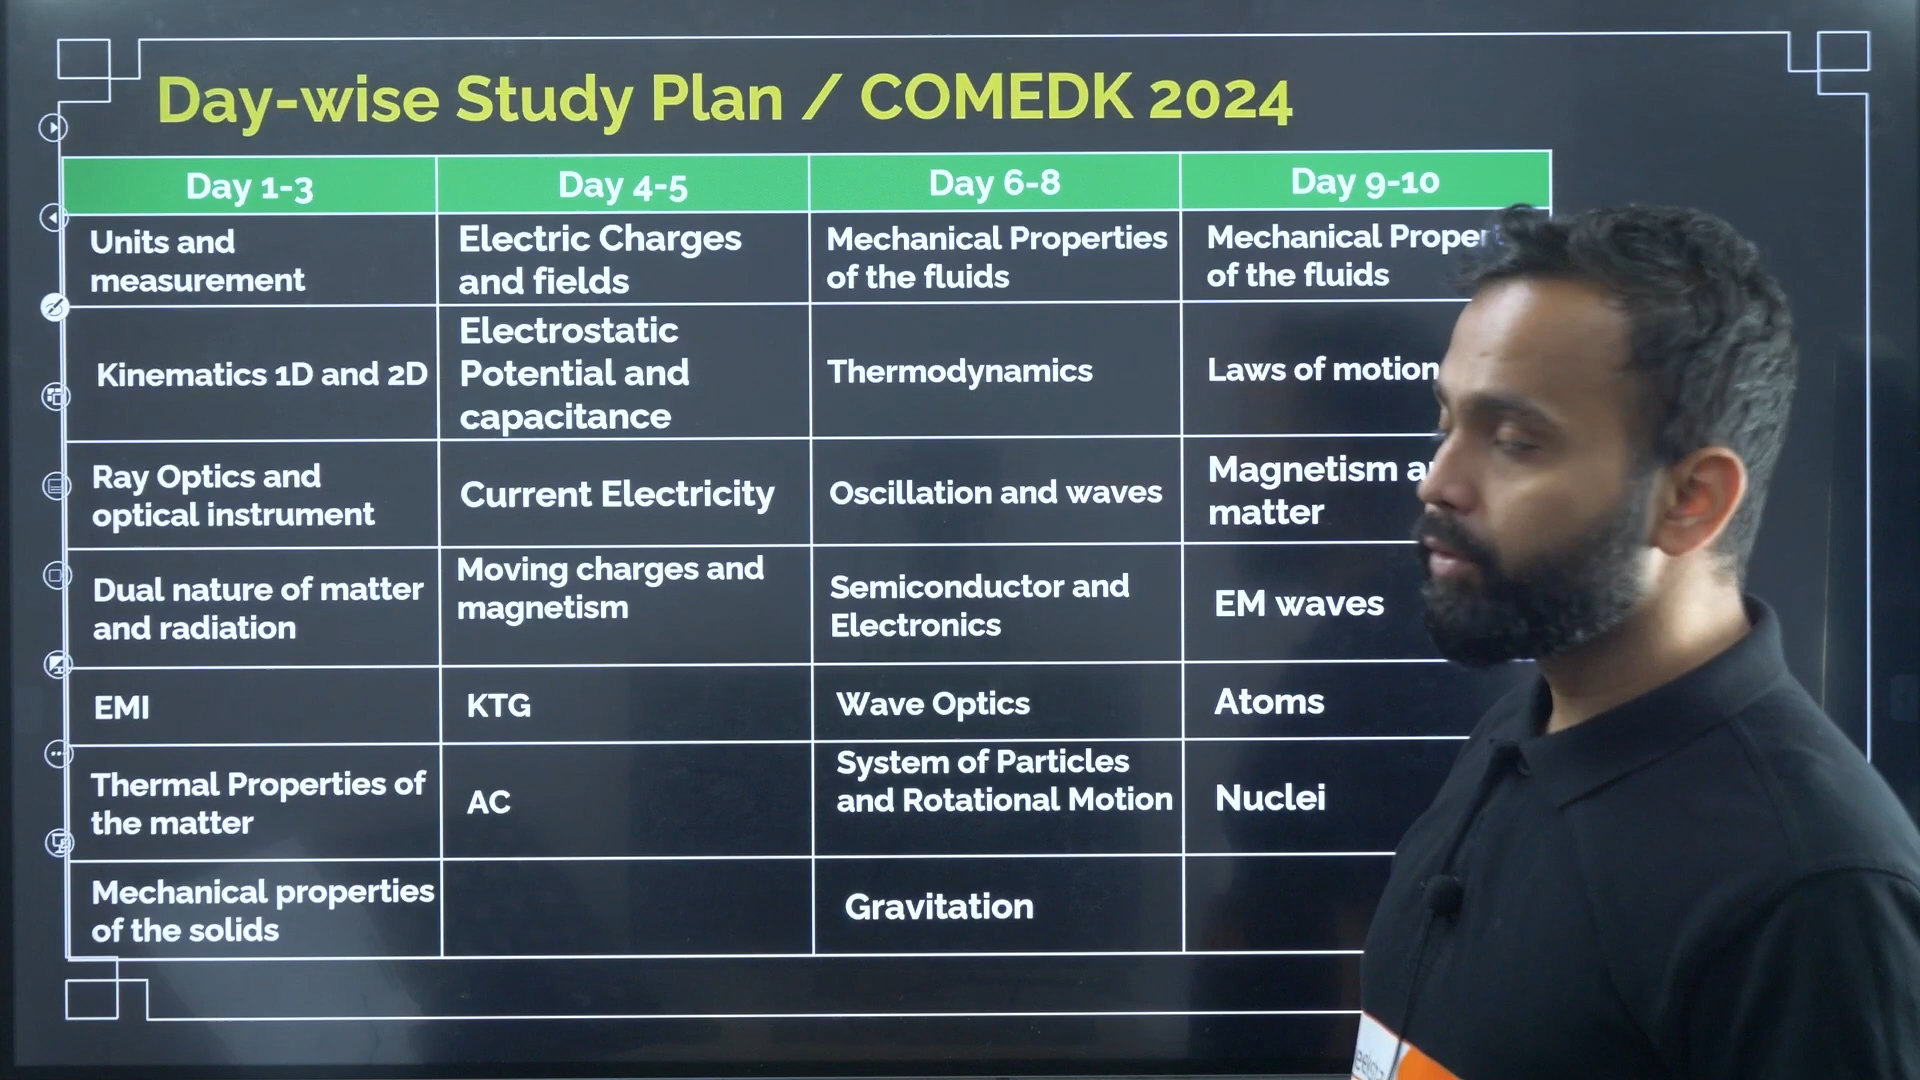 Day-wise Study Plan / COMEDK 2024
Day 1-3
Day 4-5
Day 6-8
Day 9-10
Units and
measurement
Electric Charges
and fields
Mechanical Properties
of the fluids
Mechanical
of the fluids
Kinematics 1D and 2D
Electrostatic
Potential and
capacitance
Thermodynamics
Laws of motion
Ray Optics and
optical instrument
Current Electricity
Oscillation and waves
Magnetism
matter
Dual nature of matter
and radiation
Moving charges and
magnetism
Semiconductor and
Electronics
EM waves
EMI
KTG
Wave Optics
Atoms
Thermal Properties of
the matter
AC
System of Particles
and Rotational Motion
Nuclei
Mechanical properties
of the solids
Gravitation